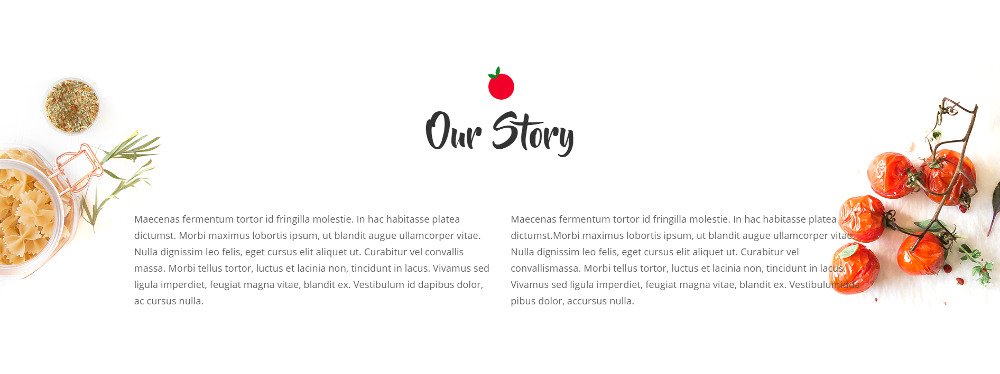 Our Story
Maecenas fermentum tortor id fringilla molestie. In hac habitasse platea
dictumst. Morbi maximus lobortis ipsum, ut blandit augue ullamcorper vitae.
Nulla dignissim leo felis, eget cursus elit aliquet ut. Curabitur vel convallis
massa. Morbi tellus tortor, luctus et lacinia non, tincidunt in lacus. Vivamus sed
ligula imperdiet, feugiat magna vitae, blandit ex. Vestibulum id dapibus dolor,
ac cursus nulla.
Maecenas fermentum tortor id fringilla molestie. In hac habitasse platea
dictumst.Morbi maximus lobortis ipsum, ut blandit augue ullamcorper vitae.
Nulla dignissim leo felis, eget cursus elit aliquet ut. Curabitur vel
convallismassa. Morbi tellus tortor, luctus et lacinia non, tincidunt in lacus.
Vivamus sed ligula imperdiet, feugiat magna vitae, blandit ex. Vestibulumidda
pibus dolor, accursus nulla.